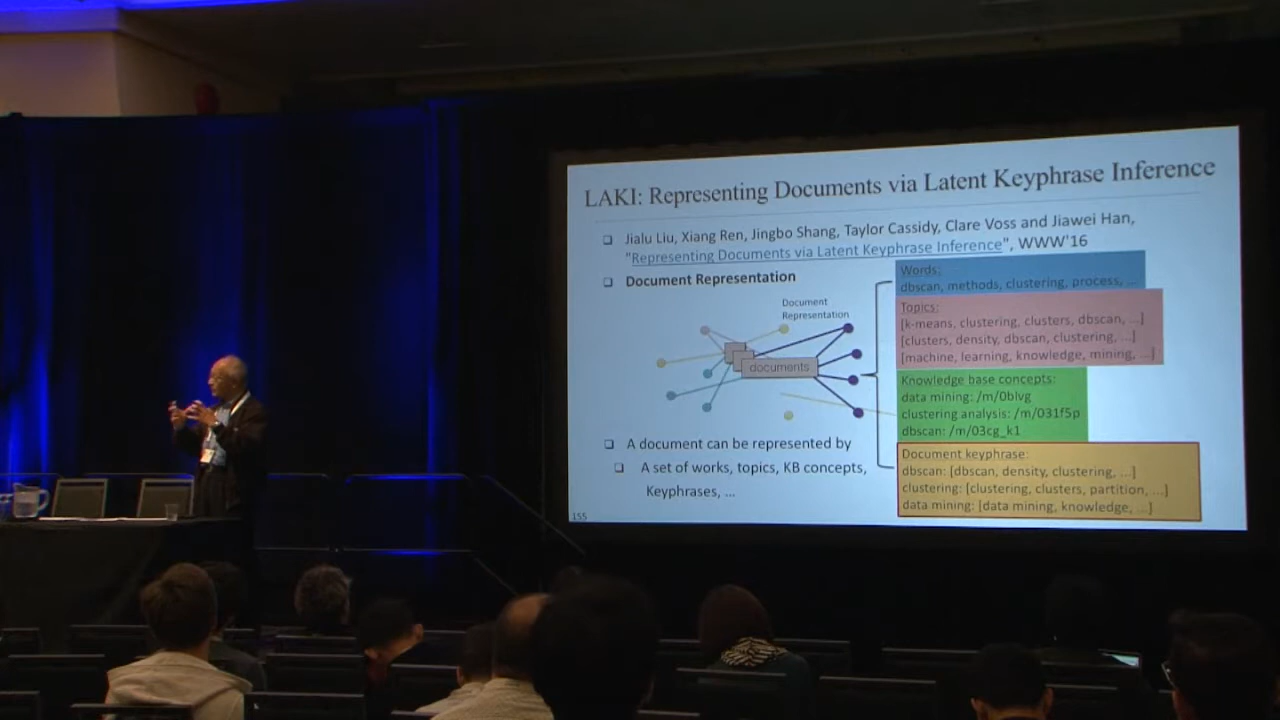 LAKI: Representing Documents via Latent Keyphrase Inference
Jialu Liu, Xiang Ren, Jingbo Shang, Taylor Cassidy, Clare Voss and Jiawei Han,
"Representing Documents via Latent Keyphrase Inference", WWW'16
Document Representation
Document
Representation
documents
Words:
dbscan, methods, clustering, process, ...
Topics:
[k-means, clustering, clusters, dbscan, ...]
[clusters, density, dbscan, clustering, ...]
[machine, learning, knowledge, mining, ...]
Knowledge base concepts:
data mining: /m/0blvg
clustering analysis: /m/031f5p
dbscan: /m/03cg_k1
Document keyphrase:
dbscan: [dbscan, density, clustering, ...]
clustering: [clustering, clusters, partition, ...]
data mining: [data mining, knowledge, ...]
A document can be represented by
A set of works, topics, KB concepts,
Keyphrases, ...
155